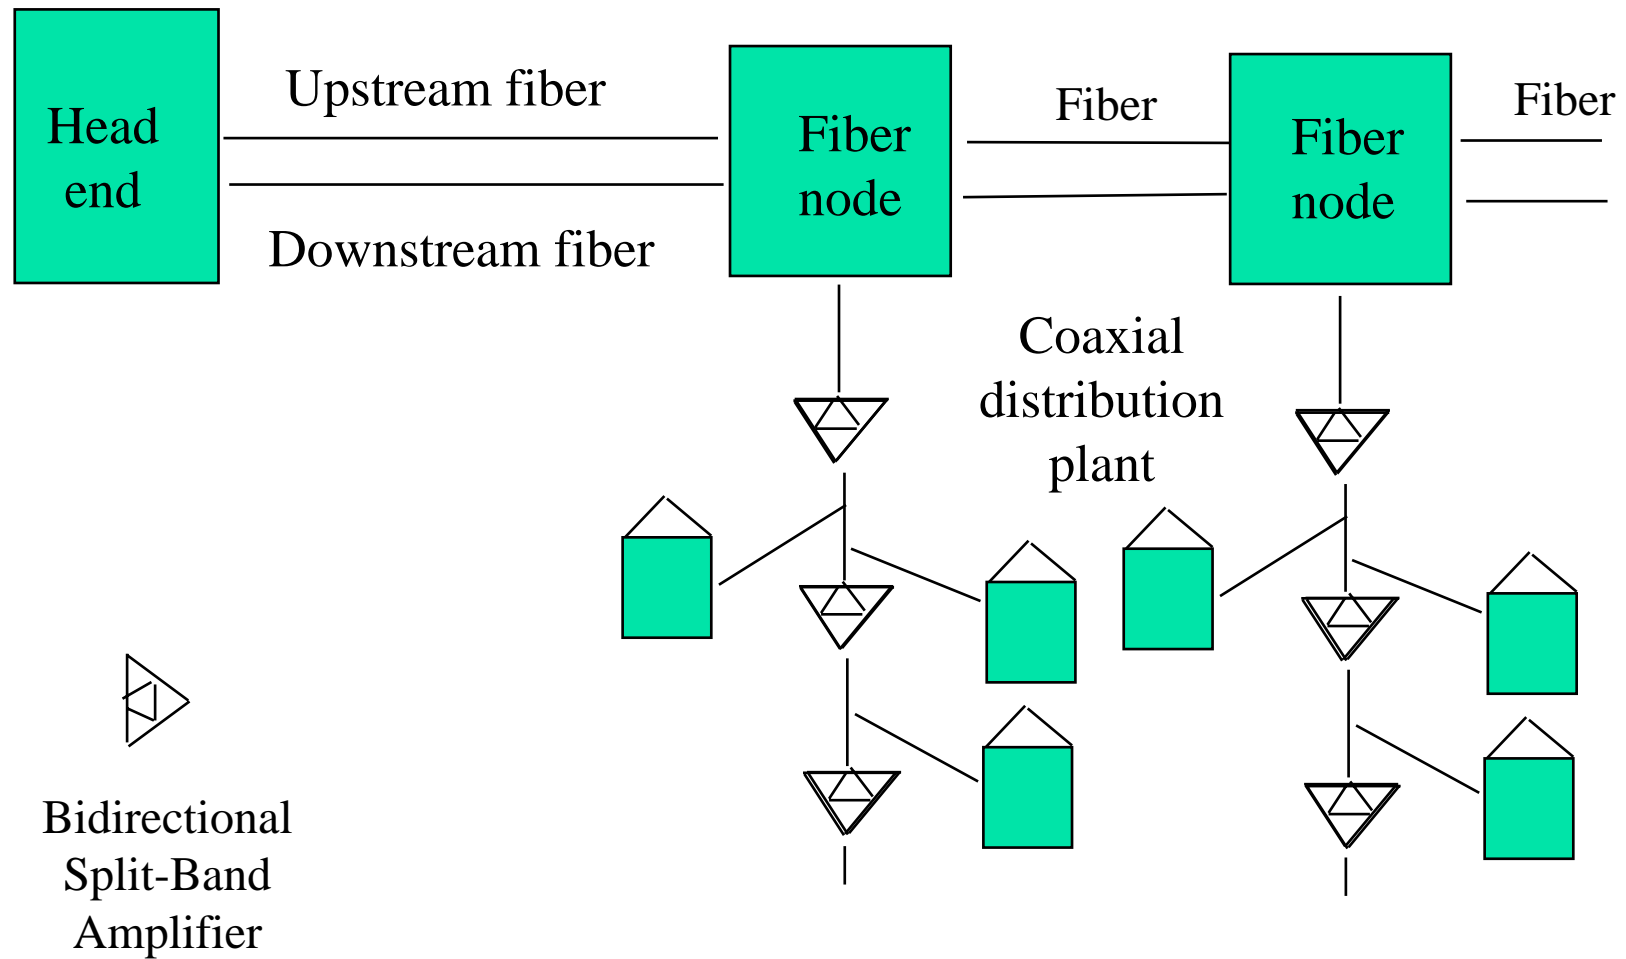 Head
end
Upstream fiber
Downstream fiber
Fiber
node
Fiber
Fiber
node
Fiber
Coaxial
distribution
plant
Bidirectional
Split-Band
Amplifier